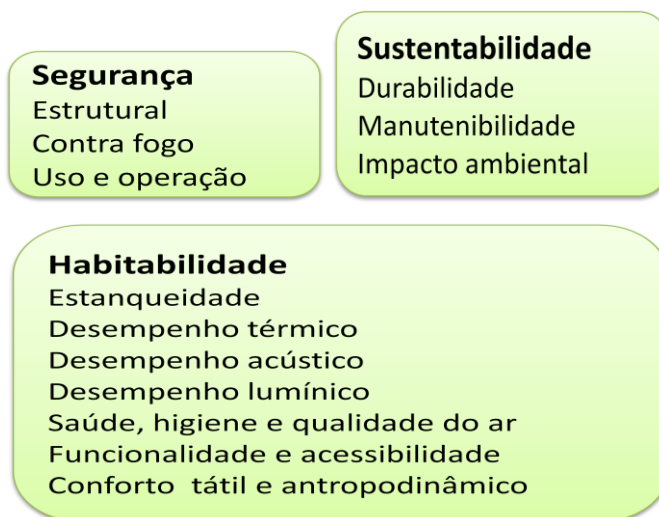 Segurança
Estrutural
Contra fogo
Uso e operação
Sustentabilidade
Durabilidade
Manutenibilidade
Impacto ambiental
Habitabilidade
Estanqueidade
Desempenho térmico
Desempenho acústico
Desempenho lumínico
Saúde, higiene e qualidade do ar
Funcionalidade e acessibilidade
Conforto  tátil e antropodinâmico